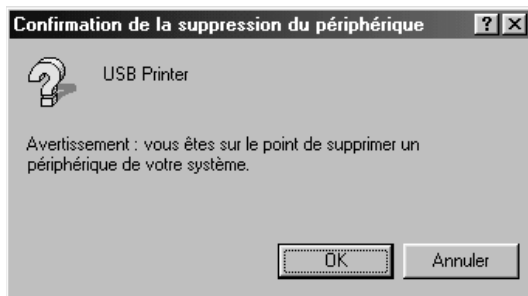 Confirmation de la suppression du périphérique
USB Printer
Avertissement : vous êtes sur le point de supprimer un
périphérique de votre système.
OK
Annuler